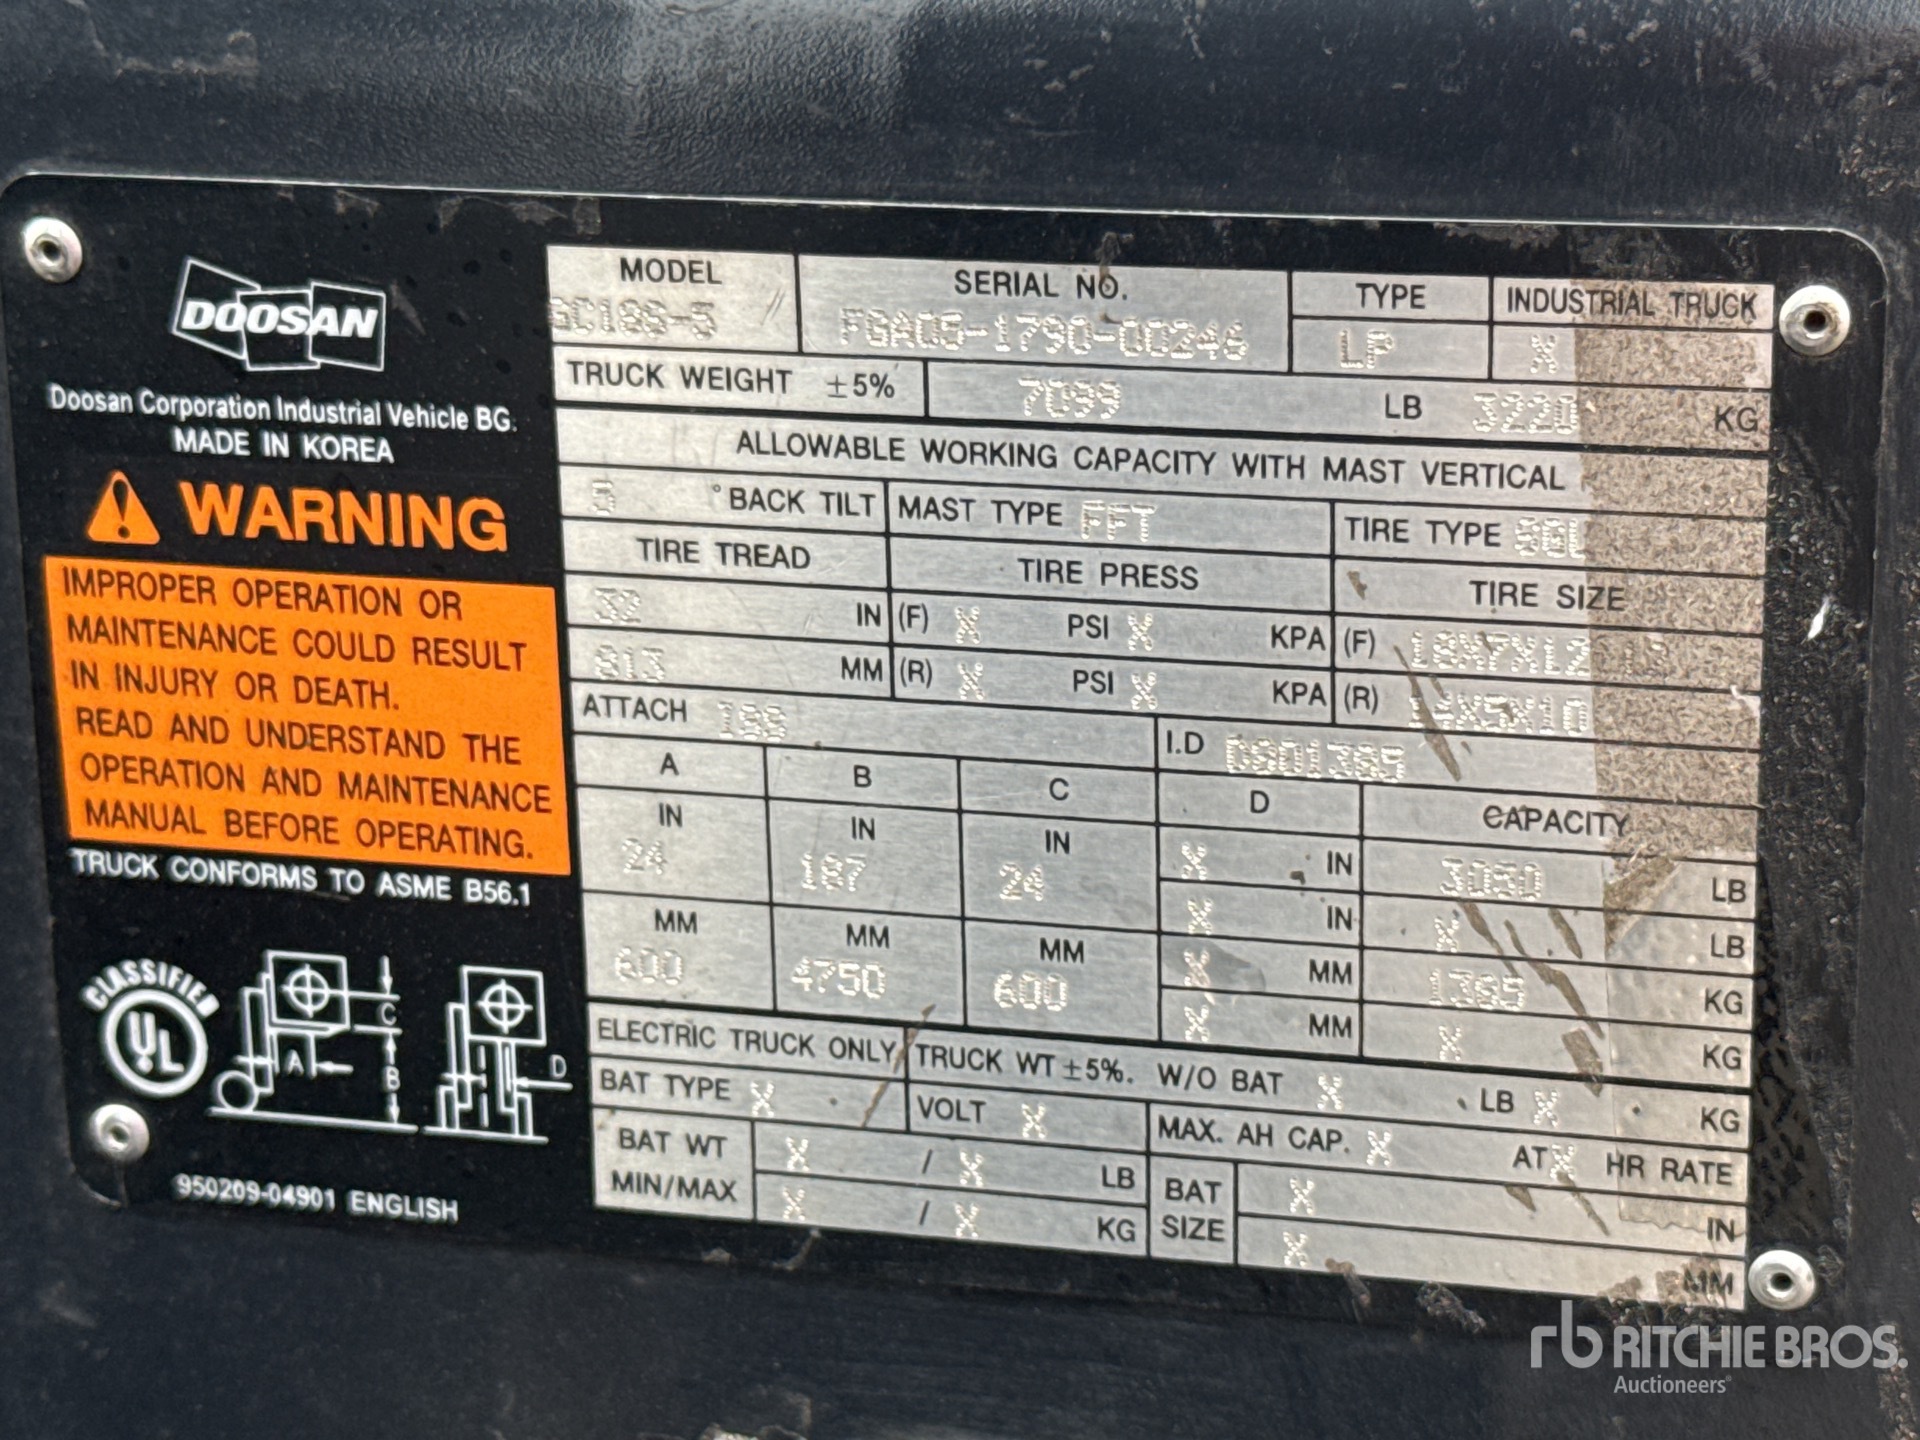 DOOSAN
Doosan Corporation Industrial Vehicle BG.
MADE IN KOREA
WARNING
IMPROPER OPERATION OR
MAINTENANCE COULD RESULT
IN INJURY OR DEATH.
READ AND UNDERSTAND THE
OPERATION AND MAINTENANCE
MANUAL BEFORE OPERATING.
TRUCK CONFORMS TO ASME B56.1
CLASSIFIED
UL
A B C D
950209-04901 ENGLISH
MODEL SERIAL NO. TYPE INDUSTRIAL TRUCK
GC18S-5 FGA05-1790-00246 LP X
TRUCK WEIGHT ±5% 7099 LB 3220 KG
ALLOWABLE WORKING CAPACITY WITH MAST VERTICAL
5 °BACK TILT MAST TYPE FFT TIRE TYPE
TIRE TREAD TIRE PRESS TIRE SIZE
32 IN (F) X PSI X KPA (F) 18X7X12
813 MM (R) X PSI X KPA (R)
ATTACH I.D
A B C D CAPACITY
IN IN IN X IN LB
24 187 24 X IN X LB
MM MM MM X MM KG
600 4750 600 X MM X KG
ELECTRIC TRUCK ONLY TRUCK WT ±5%. W/O BAT X LB X KG
BAT TYPE X VOLT X MAX. AH CAP. X AT X HR RATE
BAT WT X / X LB BAT X IN
MIN/MAX X / X KG SIZE X MM
rb RITCHIE BROS.
Auctioneers